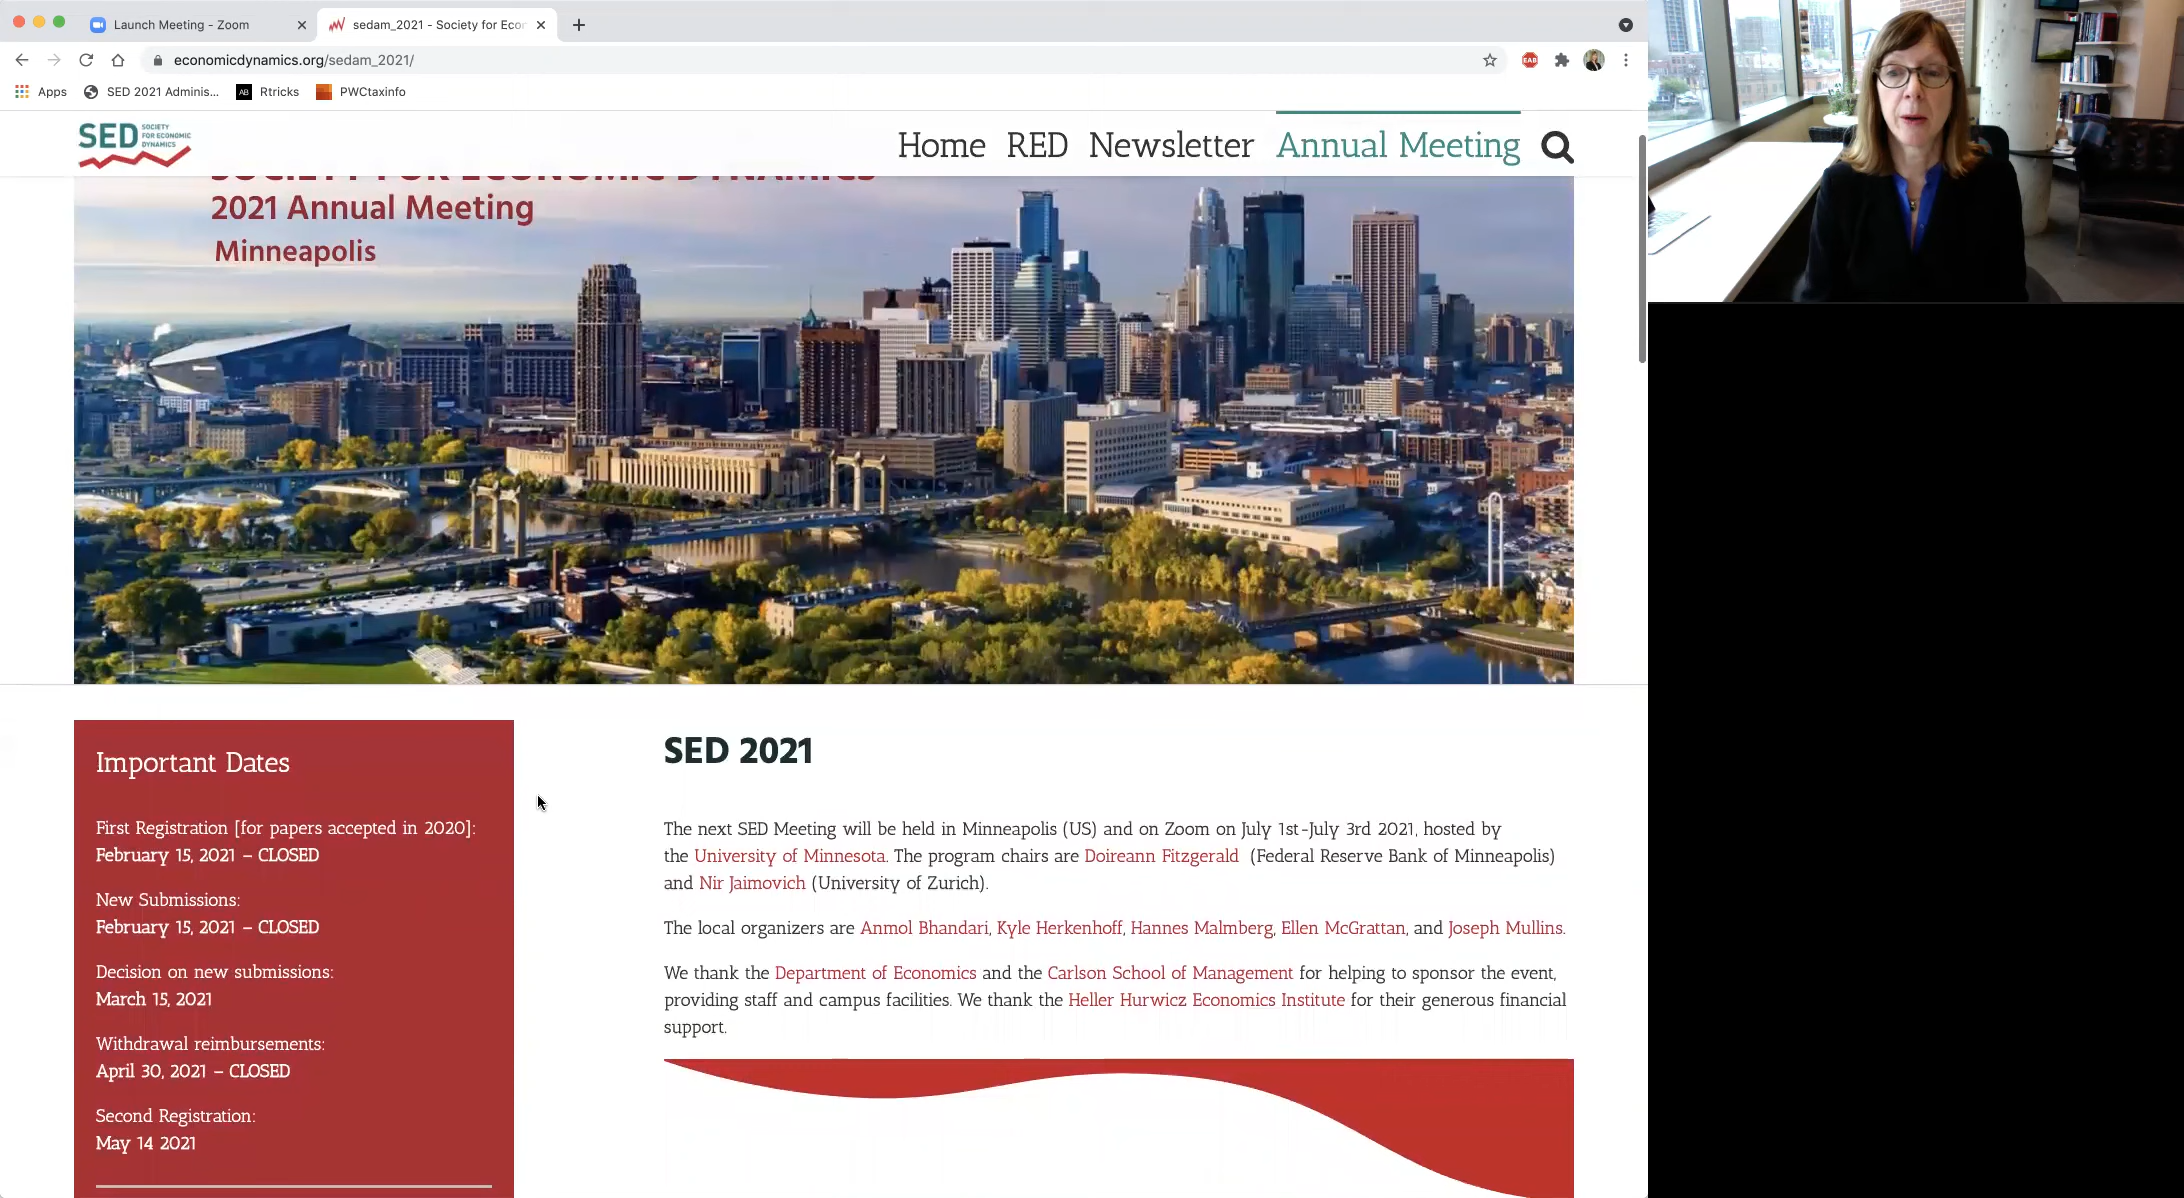 Launch Meeting - Zoom
sedam_2021 - Society for Econ
economicdynamics.org/sedam_2021/
EAB
Apps
SED 2021 Adminis...
AB
Rtricks
PWCtaxinfo
SED SOCIETY
FOR ECONOMIC
DYNAMICS
Home RED Newsletter Annual Meeting
SOCIETY FOR ECONOMIC DYNAMICS
2021 Annual Meeting
Minneapolis
Important Dates
First Registration [for papers accepted in 2020]:
February 15, 2021 – CLOSED
New Submissions:
February 15, 2021 – CLOSED
Decision on new submissions:
March 15, 2021
Withdrawal reimbursements:
April 30, 2021 – CLOSED
Second Registration:
May 14 2021
SED 2021
The next SED Meeting will be held in Minneapolis (US) and on Zoom on July 1st-July 3rd 2021, hosted by
the University of Minnesota. The program chairs are Doireann Fitzgerald (Federal Reserve Bank of Minneapolis)
and Nir Jaimovich (University of Zurich).
The local organizers are Anmol Bhandari, Kyle Herkenhoff, Hannes Malmberg, Ellen McGrattan, and Joseph Mullins.
We thank the Department of Economics and the Carlson School of Management for helping to sponsor the event,
providing staff and campus facilities. We thank the Heller Hurwicz Economics Institute for their generous financial
support.